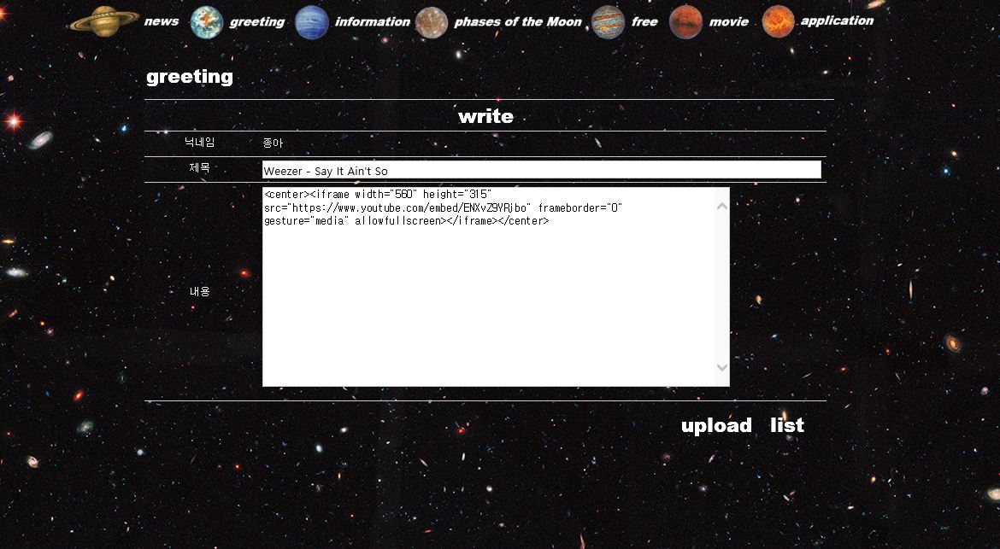 news greeting information phases of the Moon free movie application
greeting
write
닉네임 종아
제목 Weezer - Say It Ain't So
<center><iframe width="560" height="315"
src="https://www.youtube.com/embed/ENXvZ9YRjbo" frameborder="0"
gesture="media" allowfullscreen></iframe></center>
내용
upload list